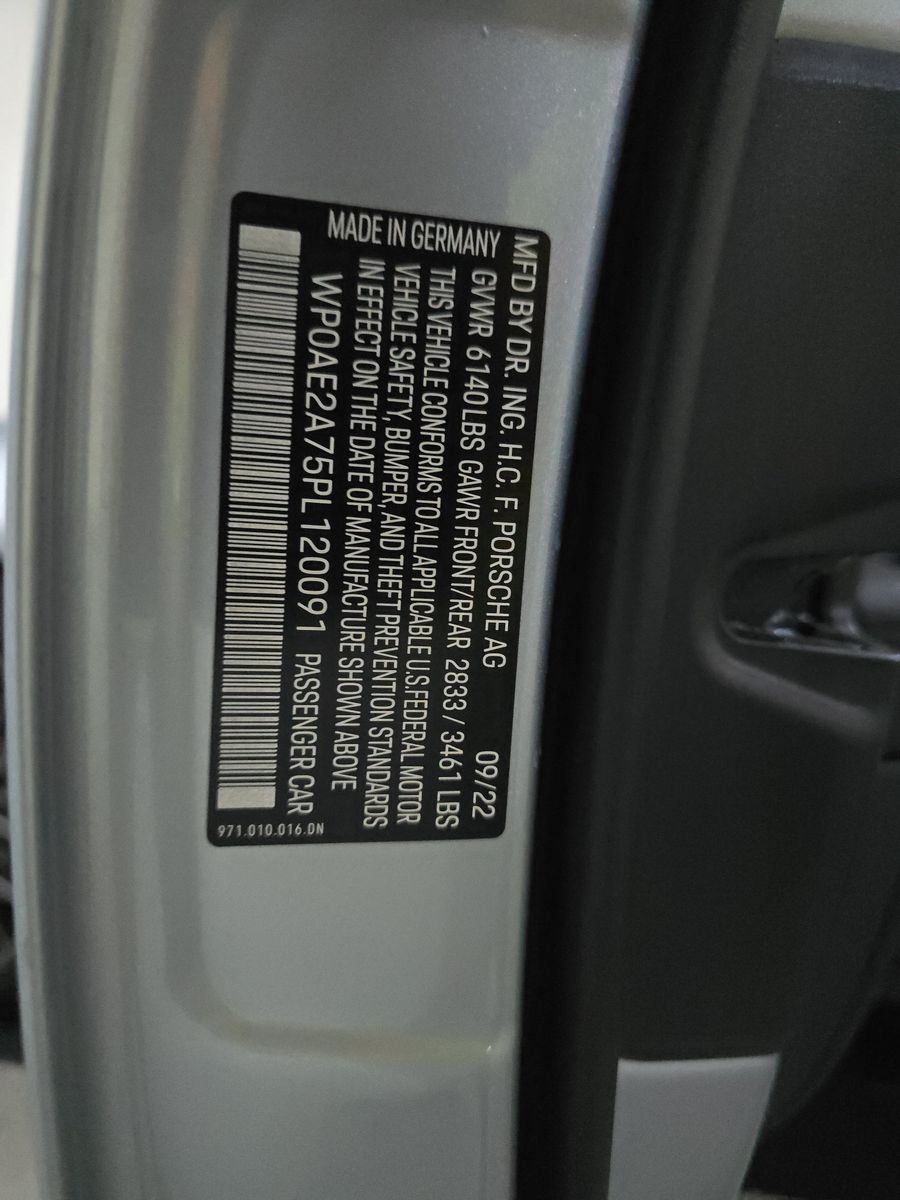 MFD BY DR. ING. H.C. F. PORSCHE AG 09/22
GVWR 6140 LBS GAWR FRONT/REAR 2833 / 3461 LBS
THIS VEHICLE CONFORMS TO ALL APPLICABLE U.S.FEDERAL MOTOR
VEHICLE SAFETY, BUMPER, AND THEFT PREVENTION STANDARDS
IN EFFECT ON THE DATE OF MANUFACTURE SHOWN ABOVE
MADE IN GERMANY
WP0AE2A75PL120091 PASSENGER CAR
971.010.016.DN